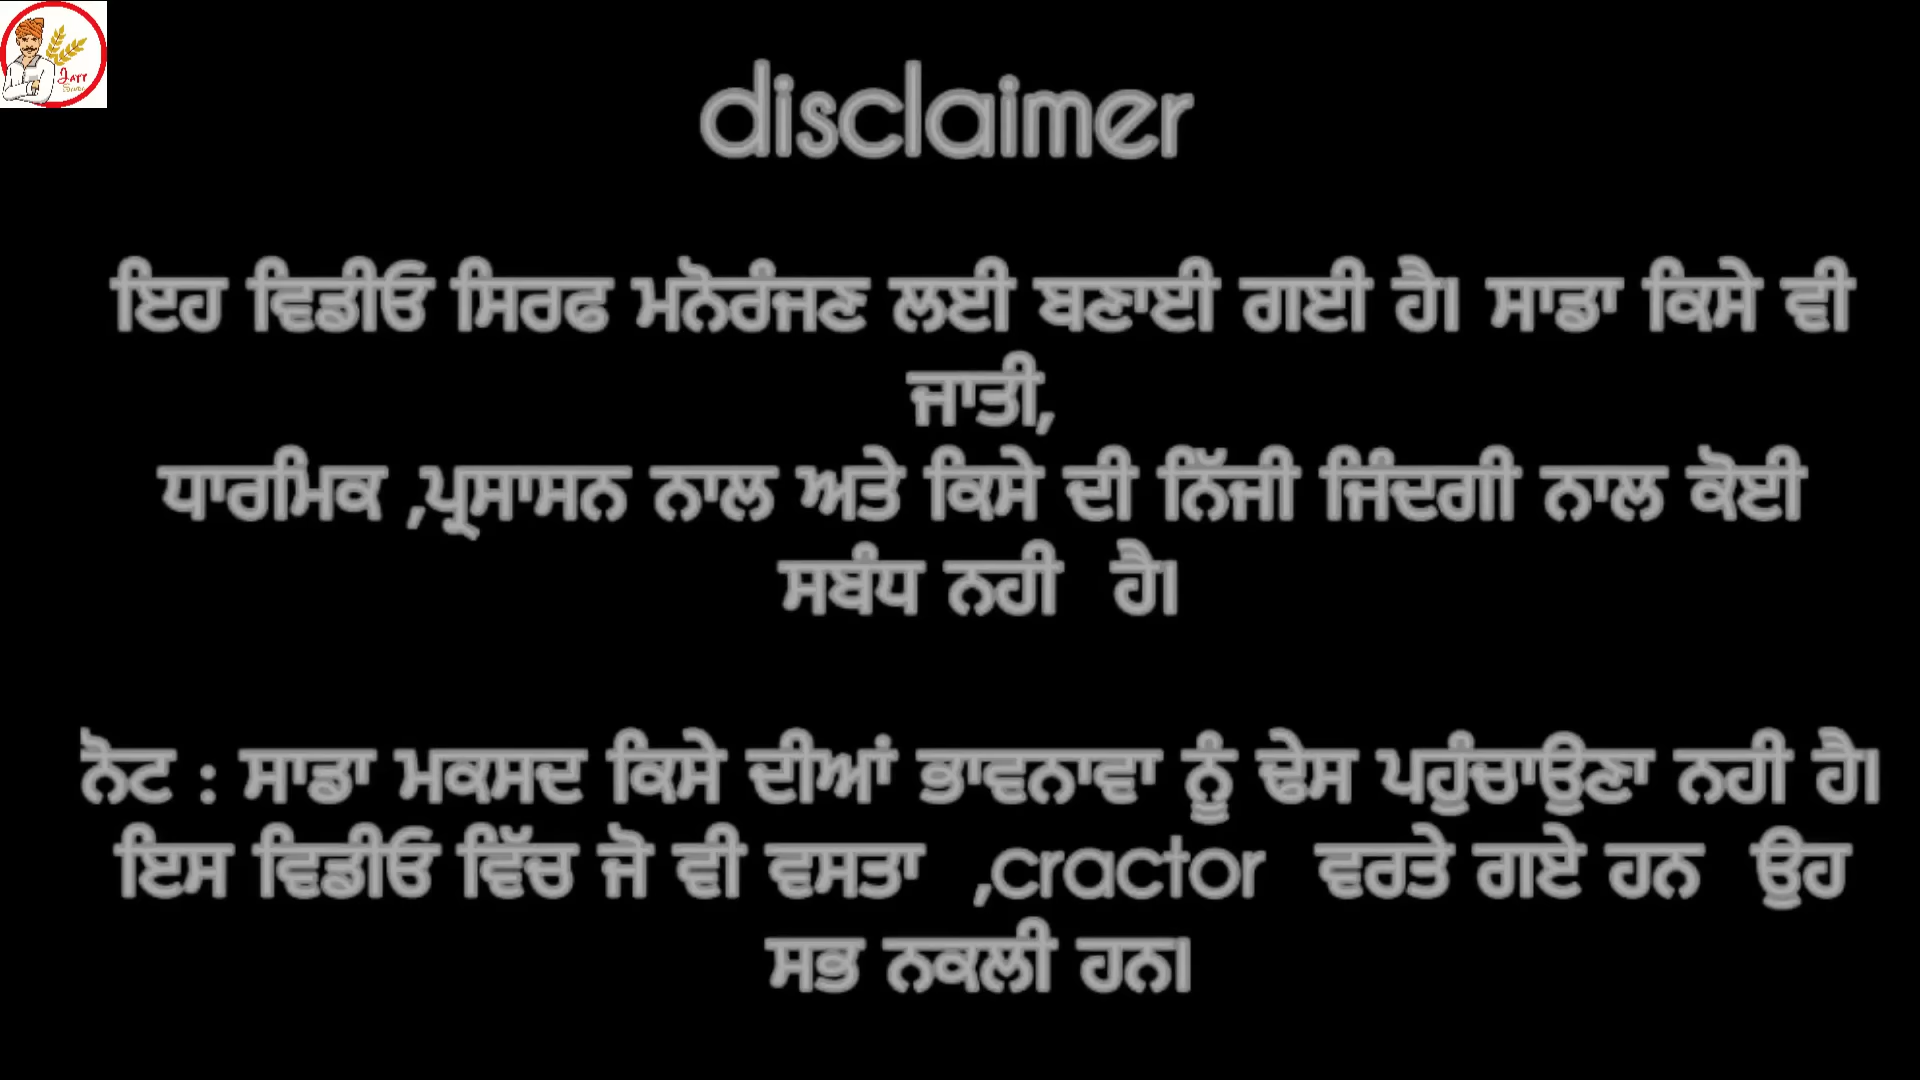 Jatt
disclaimer
ਇਹ ਵਿਡੀਓ ਸਿਰਫ ਮਨੋਰੰਜਣ ਲਈ ਬਣਾਈ ਗਈ ਹੈ। ਸਾਡਾ ਕਿਸੇ ਵੀ
ਜਾਤੀ,
ਧਾਰਮਿਕ ,ਪ੍ਰਸਾਸਨ ਨਾਲ ਅਤੇ ਕਿਸੇ ਦੀ ਨਿੱਜੀ ਜਿੰਦਗੀ ਨਾਲ ਕੋਈ
ਸਬੰਧ ਨਹੀ ਹੈ।
ਨੋਟ : ਸਾਡਾ ਮਕਸਦ ਕਿਸੇ ਦੀਆਂ ਭਾਵਨਾਵਾ ਨੂੰ ਢੇਸ ਪਹੁੰਚਾਉਣਾ ਨਹੀ ਹੈ।
ਇਸ ਵਿਡੀਓ ਵਿੱਚ ਜੋ ਵੀ ਵਸਤਾ ,cractor ਵਰਤੇ ਗਏ ਹਨ ਉਹ
ਸਭ ਨਕਲੀ ਹਨ।